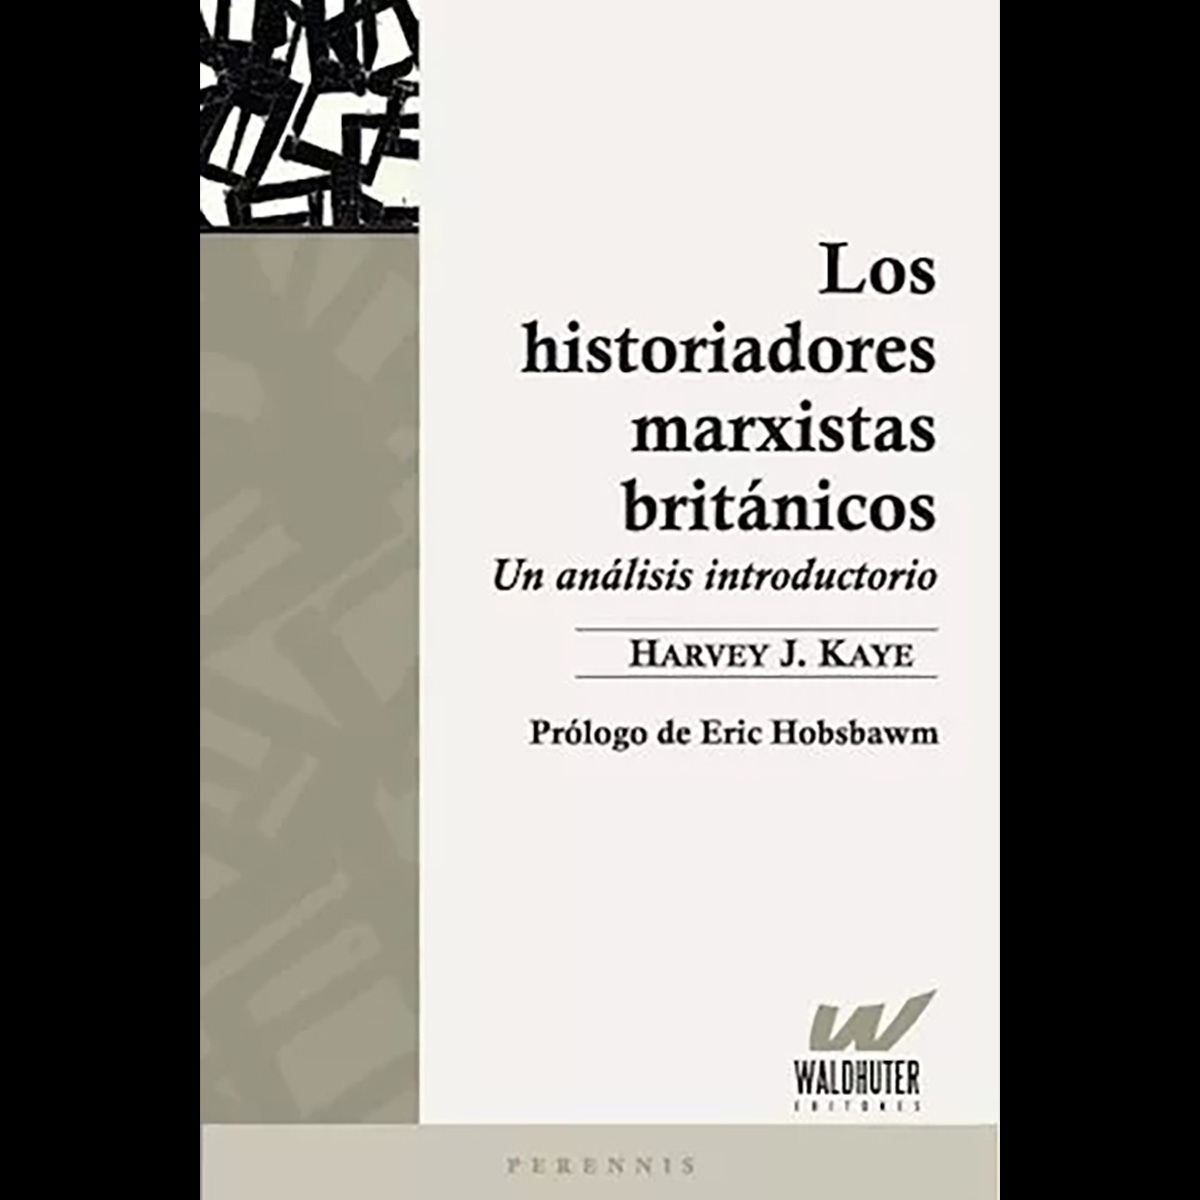 Los
historiadores
marxistas
británicos
Un análisis introductorio
HARVEY J. KAYE
Prólogo de Eric Hobsbawm
W
WALDHUTER
EDITORES
PERENNIS